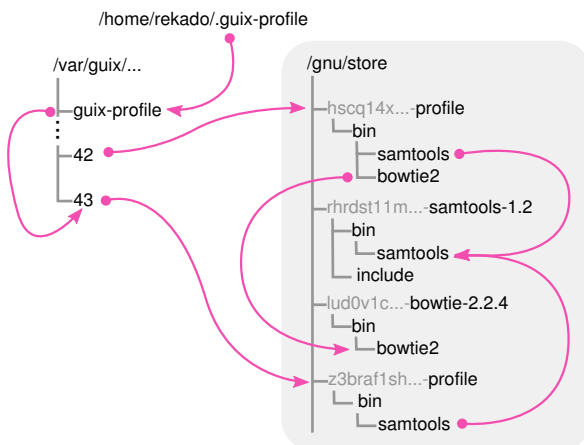 /home/rekado/.guix-profile
/var/guix/...
guix-profile
42
43
/gnu/store
hscq14x...-profile
bin
samtools
bowtie2
rhrdst11m...-samtools-1.2
bin
samtools
include
lud0v1c...-bowtie-2.2.4
bin
bowtie2
z3braf1sh...-profile
bin
samtools